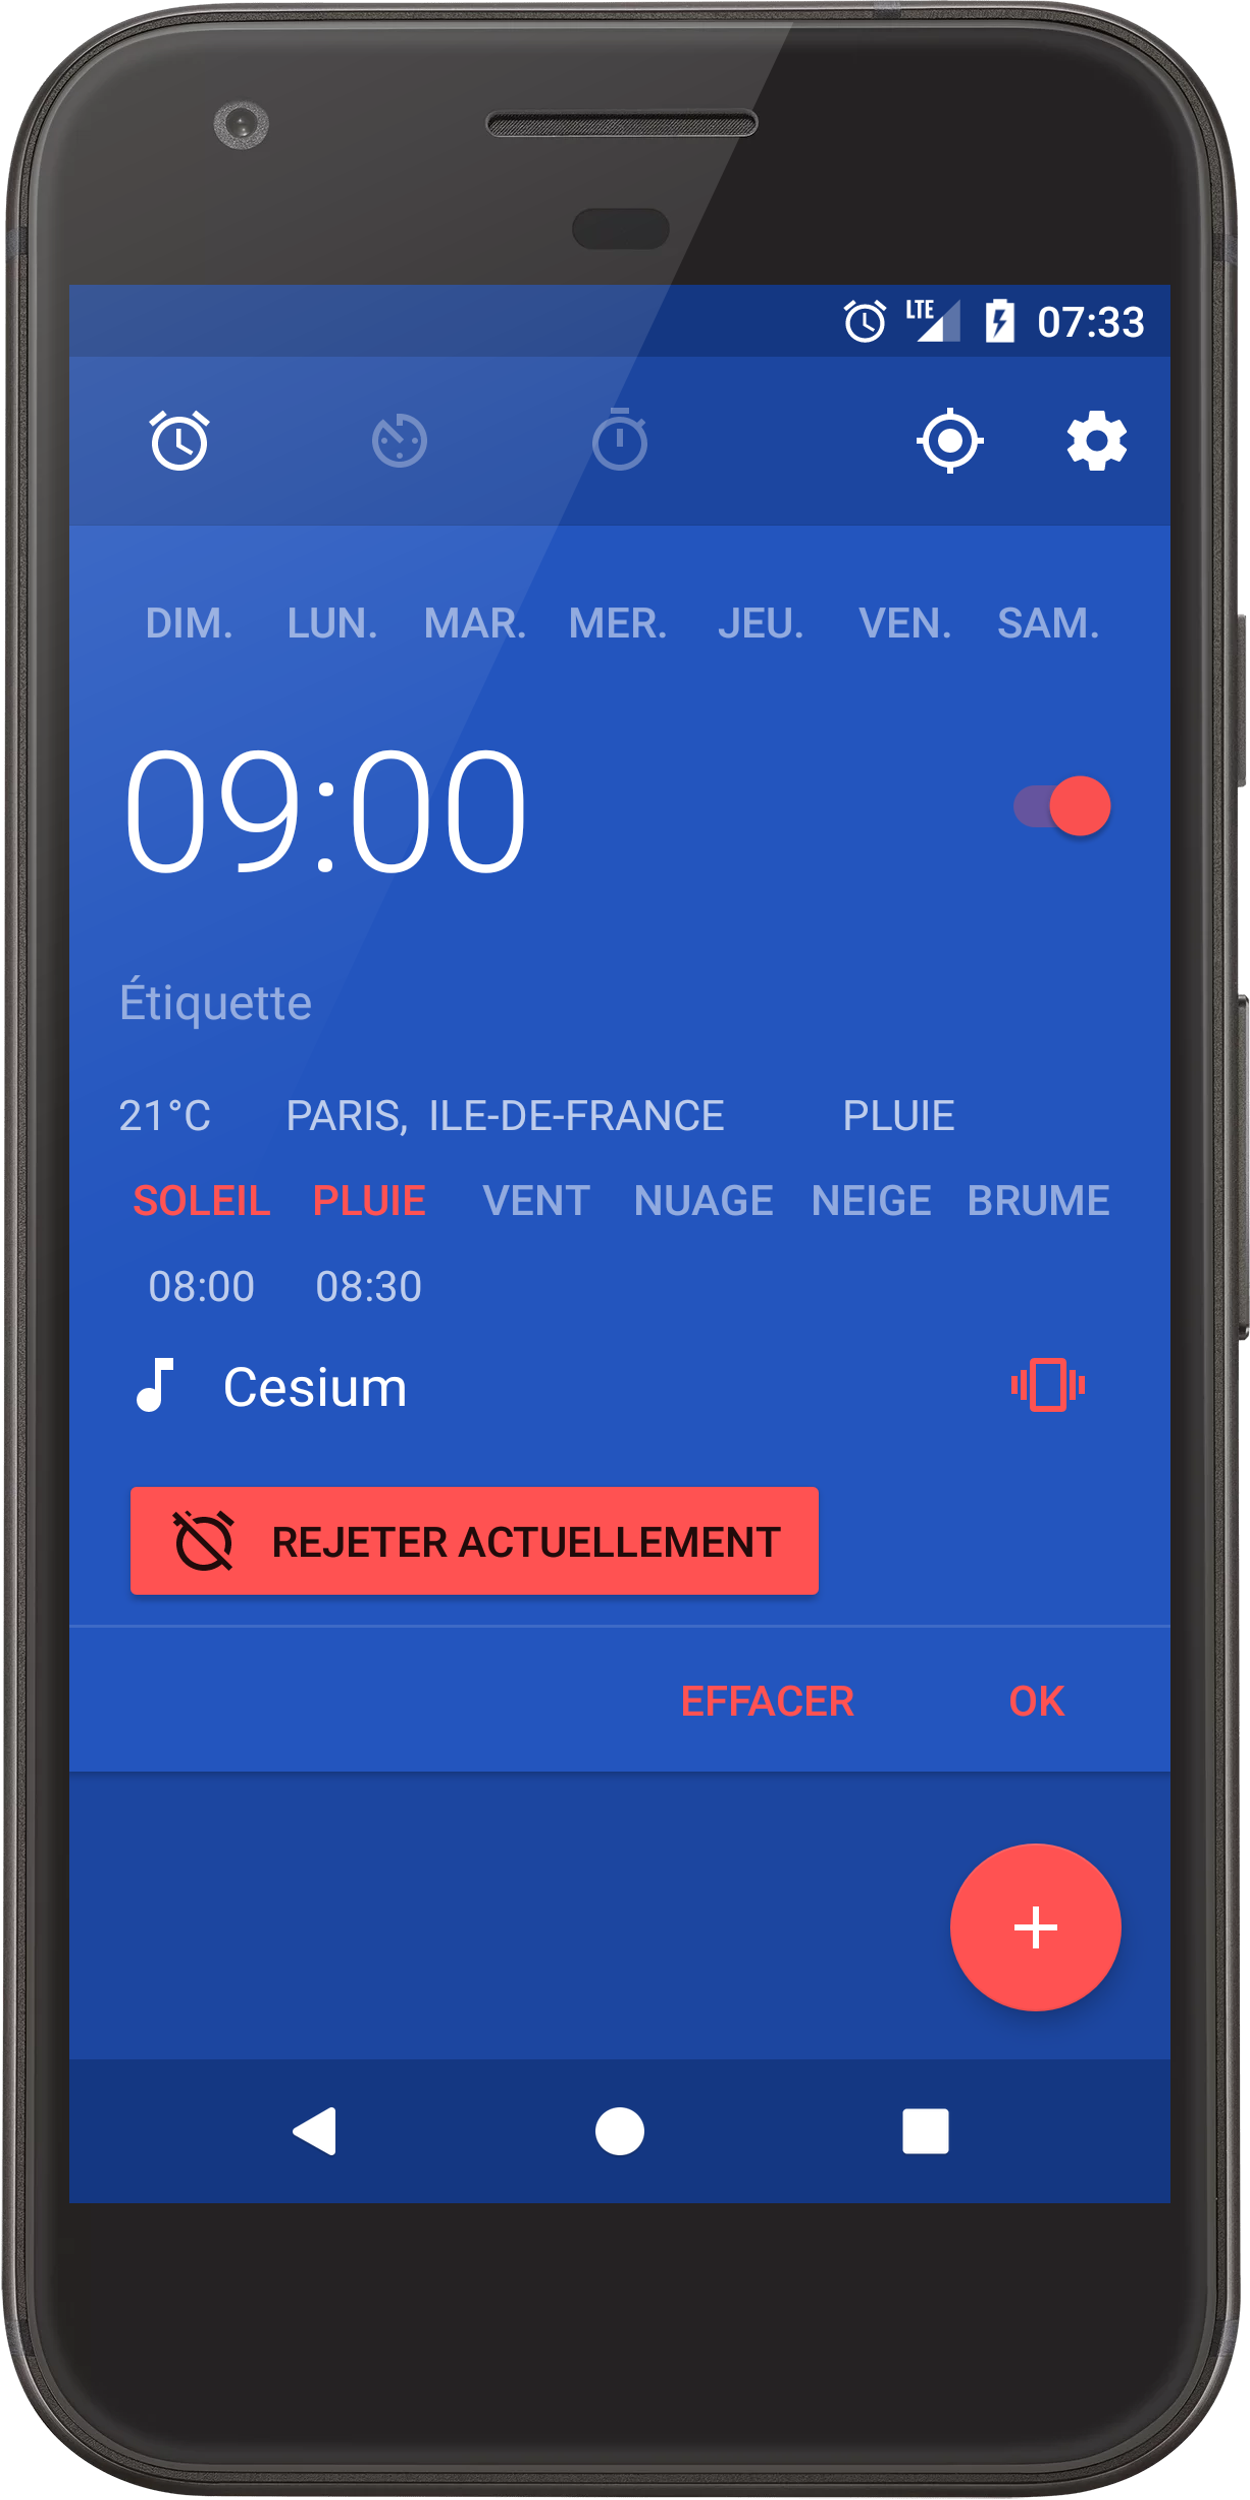 LTE 07:33
DIM. LUN. MAR. MER. JEU. VEN. SAM.
09:00
Étiquette
21°C PARIS, ILE-DE-FRANCE PLUIE
SOLEIL PLUIE VENT NUAGE NEIGE BRUME
08:00 08:30
Cesium
REJETER ACTUELLEMENT
EFFACER OK